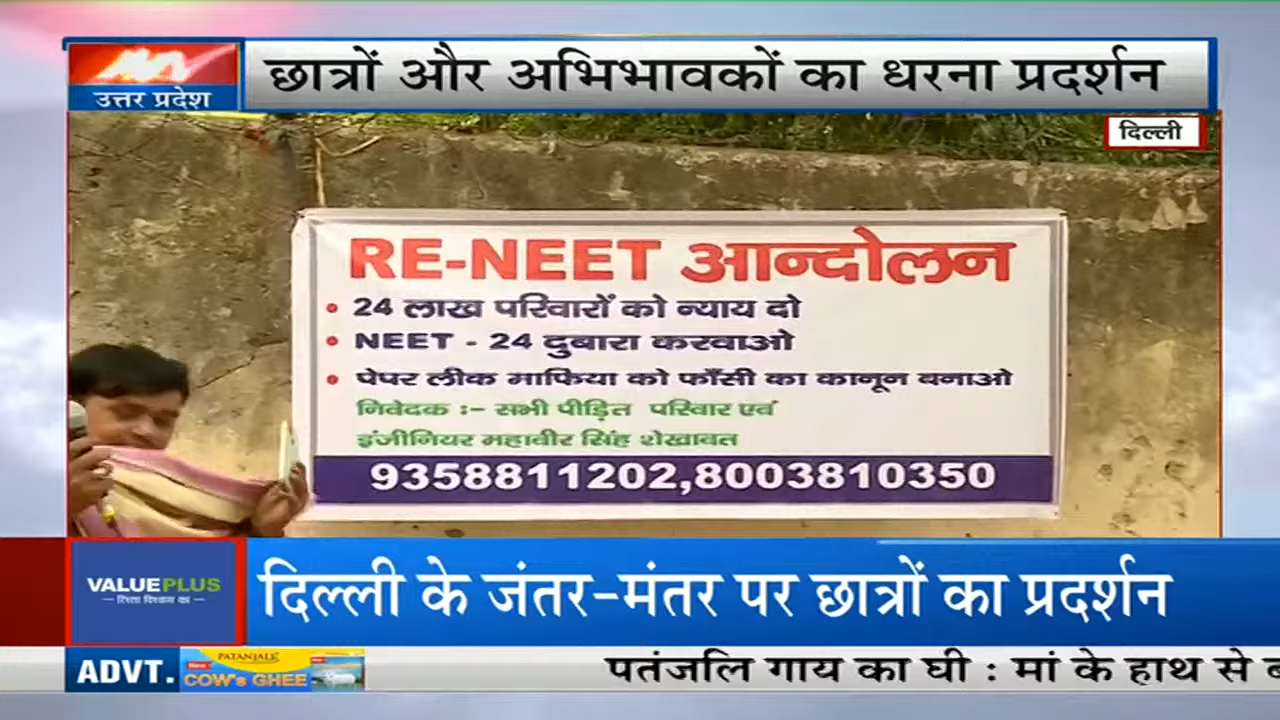 छात्रों और अभिभावकों का धरना प्रदर्शन
उत्तर प्रदेश
दिल्ली
RE-NEET आन्दोलन
• 24 लाख परिवारों को न्याय दो
• NEET - 24 दुबारा करवाओ
• पेपर लीक माफिया को फाँसी का कानून बनाओ
निवेदक :- सभी पीड़ित परिवार एवं
इंजीनियर महावीर सिंह शेखावत
9358811202,8003810350
VALUEPLUS
रिश्ता विश्वास का
दिल्ली के जंतर-मंतर पर छात्रों का प्रदर्शन
ADVT.
PATANJALI
COW's GHEE
पतंजलि गाय का घी : मां के हाथ से